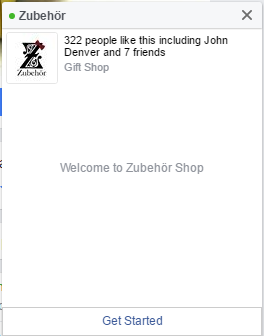 Zubehör
322 people like this including John
Denver and 7 friends
Gift Shop
Zubehör
Welcome to Zubehör Shop
Get Started